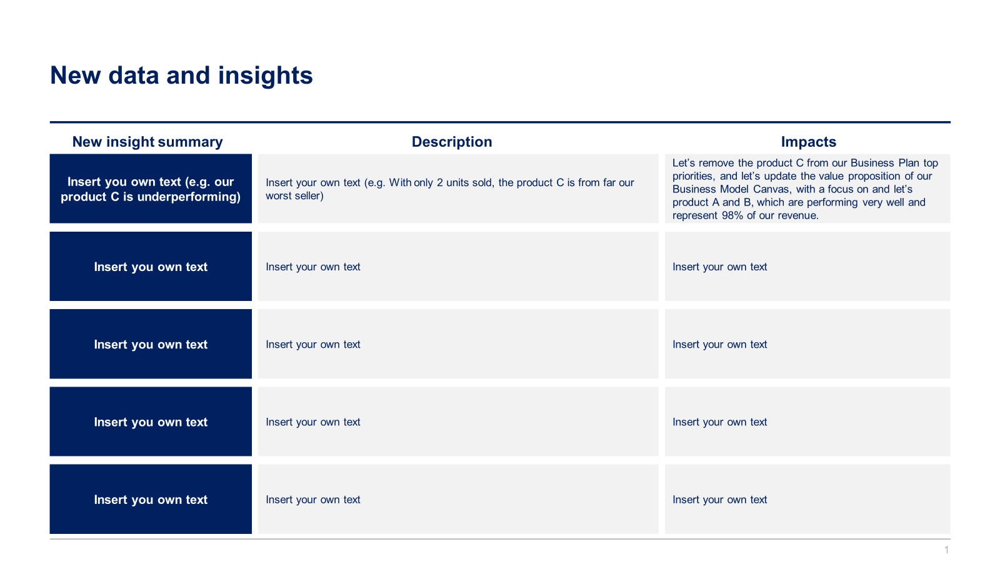 New data and insights
New insight summary
Description
Impacts
Insert you own text (e.g. our
product C is underperforming)
Insert your own text (e.g. With only 2 units sold, the product C is from far our
worst seller)
Let’s remove the product C from our Business Plan top
priorities, and let’s update the value proposition of our
Business Model Canvas, with a focus on and let’s
product A and B, which are performing very well and
represent 98% of our revenue.
Insert you own text
Insert your own text
Insert your own text
Insert you own text
Insert your own text
Insert your own text
Insert you own text
Insert your own text
Insert your own text
Insert you own text
Insert your own text
Insert your own text
1